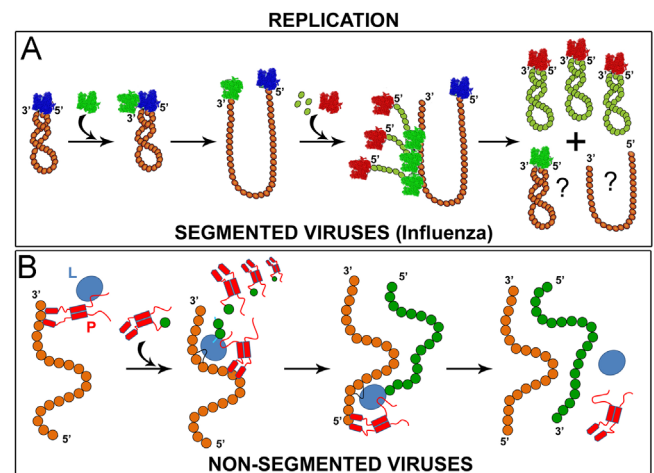 REPLICATION
A
3’ 5’
3’ 5’
3’ 5’
3’ 5’
5’ 5’ 5’
3’ 5’
3’ 5’ 3’ 5’ 3’ 5’
+
3’ 5’ ?
3’ 5’ ?
SEGMENTED VIRUSES (Influenza)
B
L
3’
P
5’
3’
5’
3’
5’
5’
3’
5’
3’
5’
3’
NON-SEGMENTED VIRUSES